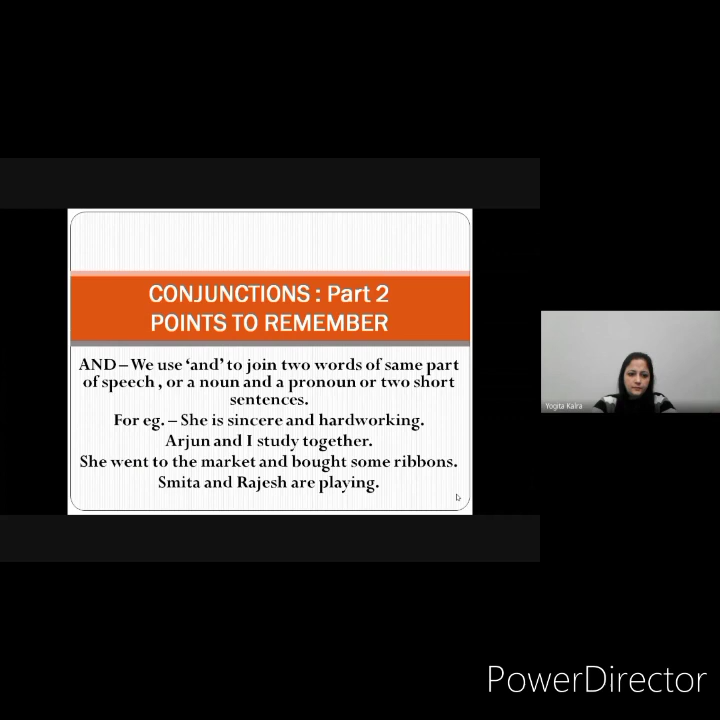 CONJUNCTIONS : Part 2
POINTS TO REMEMBER
AND – We use ‘and’ to join two words of same part
of speech , or a noun and a pronoun or two short
sentences.
For eg. – She is sincere and hardworking.
Arjun and I study together.
She went to the market and bought some ribbons.
Smita and Rajesh are playing.
Yogita Kalra
PowerDirector